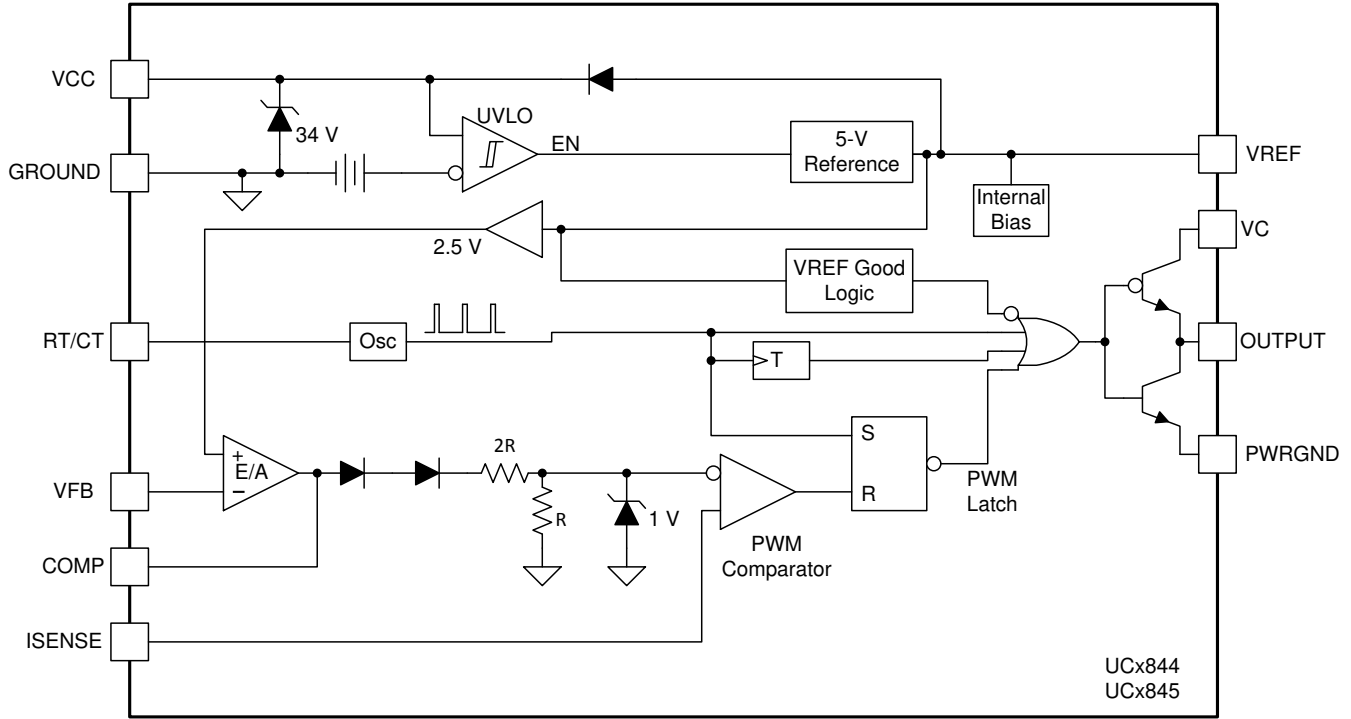 VCC
34 V
UVLO
EN
5-V
Reference
GROUND
VREF
Internal
Bias
VC
2.5 V
VREF Good
Logic
RT/CT
Osc
T
OUTPUT
+
E/A
−
2R
S
VFB
R
1 V
R
PWM
Latch
PWRGND
PWM
Comparator
COMP
ISENSE
UCx844
UCx845